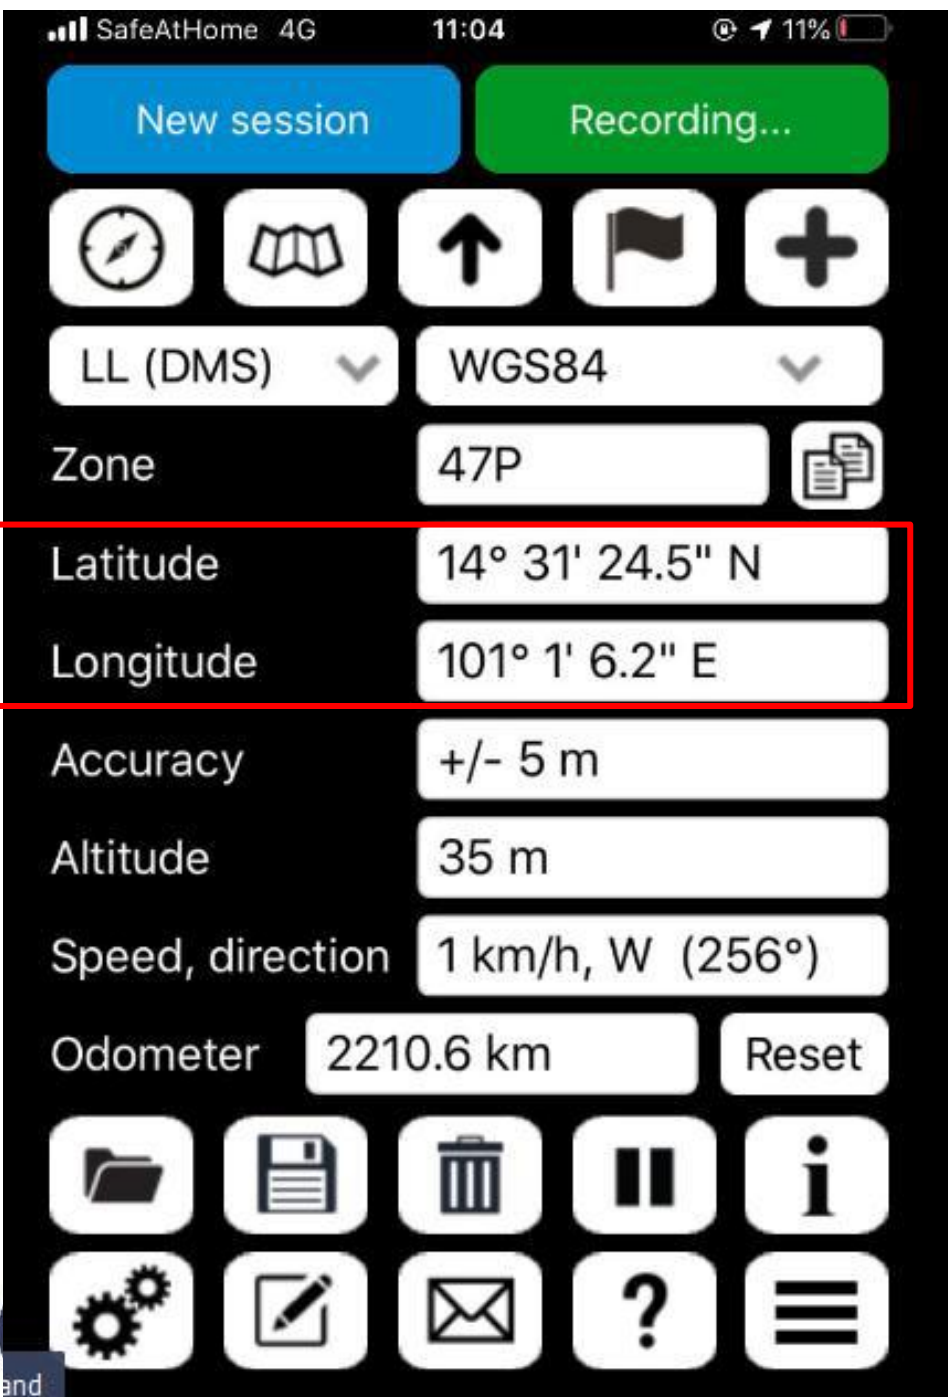 SafeAtHome 4G 11:04 11%
New session Recording...
LL (DMS) WGS84
Zone 47P
Latitude 14° 31' 24.5" N
Longitude 101° 1' 6.2" E
Accuracy +/- 5 m
Altitude 35 m
Speed, direction 1 km/h, W (256°)
Odometer 2210.6 km Reset
and